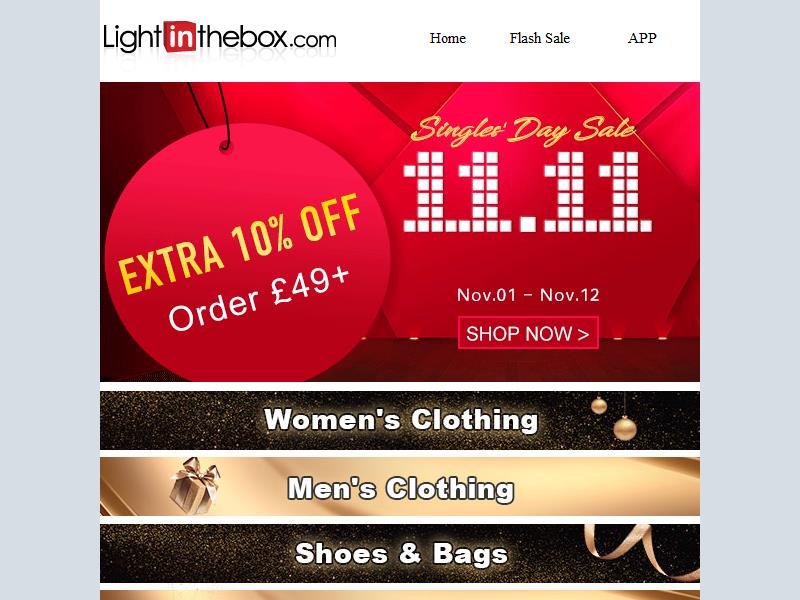 Lightinthebox.com
Home Flash Sale APP
Singles' Day Sale
11.11
EXTRA 10% OFF
Order £49+
Nov.01 - Nov.12
SHOP NOW >
Women's Clothing
Men's Clothing
Shoes & Bags